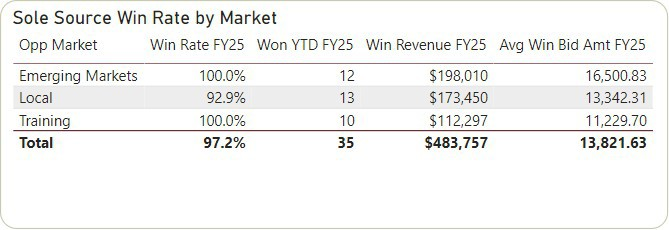 Sole Source Win Rate by Market
Opp Market Win Rate FY25 Won YTD FY25 Win Revenue FY25 Avg Win Bid Amt FY25
Emerging Markets 100.0% 12 $198,010 16,500.83
Local 92.9% 13 $173,450 13,342.31
Training 100.0% 10 $112,297 11,229.70
Total 97.2% 35 $483,757 13,821.63